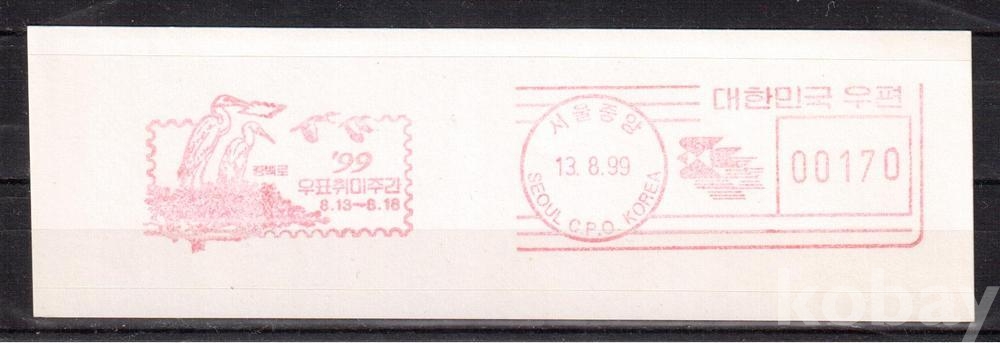 '99
우표취미주간
8.13~8.18
대한민국 우편
서울중앙
13.8.99
SEOUL C.P.O. KOREA
00170
kobay